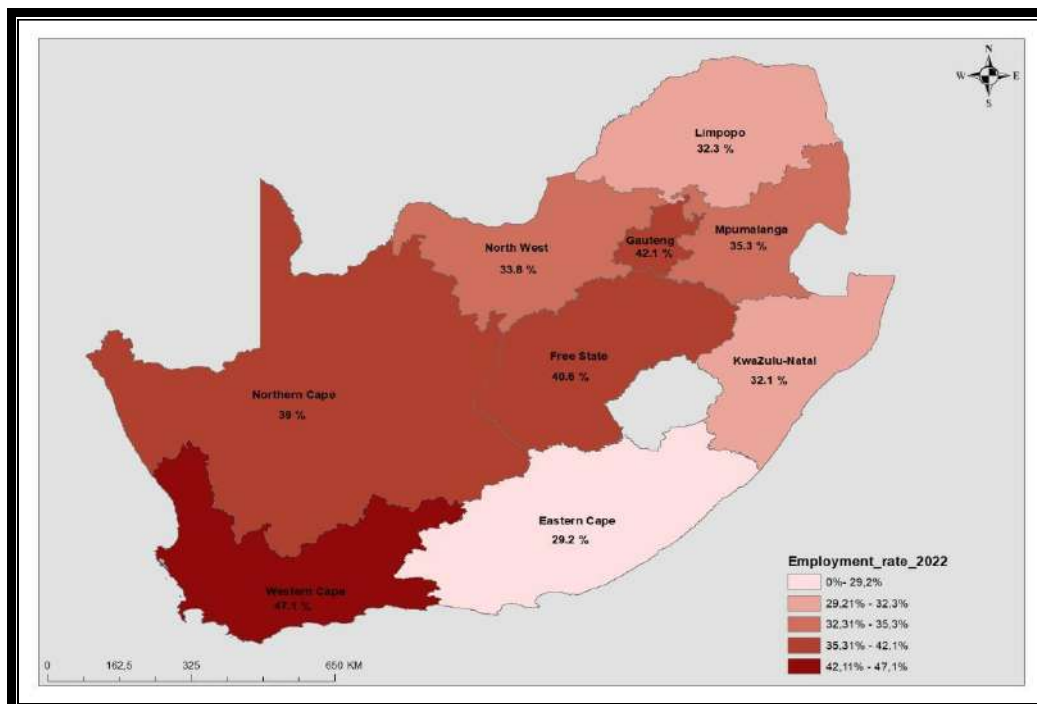 N
W E
S
Limpopo
32.3 %
Mpumalanga
35.3 %
Gauteng
42.1 %
North West
33.8 %
Free State
40.6 %
KwaZulu-Natal
32.1 %
Northern Cape
39 %
Eastern Cape
29.2 %
Western Cape
47.1 %
Employment_rate_2022
0%- 29,2%
29,21% - 32.3%
32,31% - 35,3%
35,31% - 42.1%
42,11% - 47,1%
0 162,5 325 650 KM